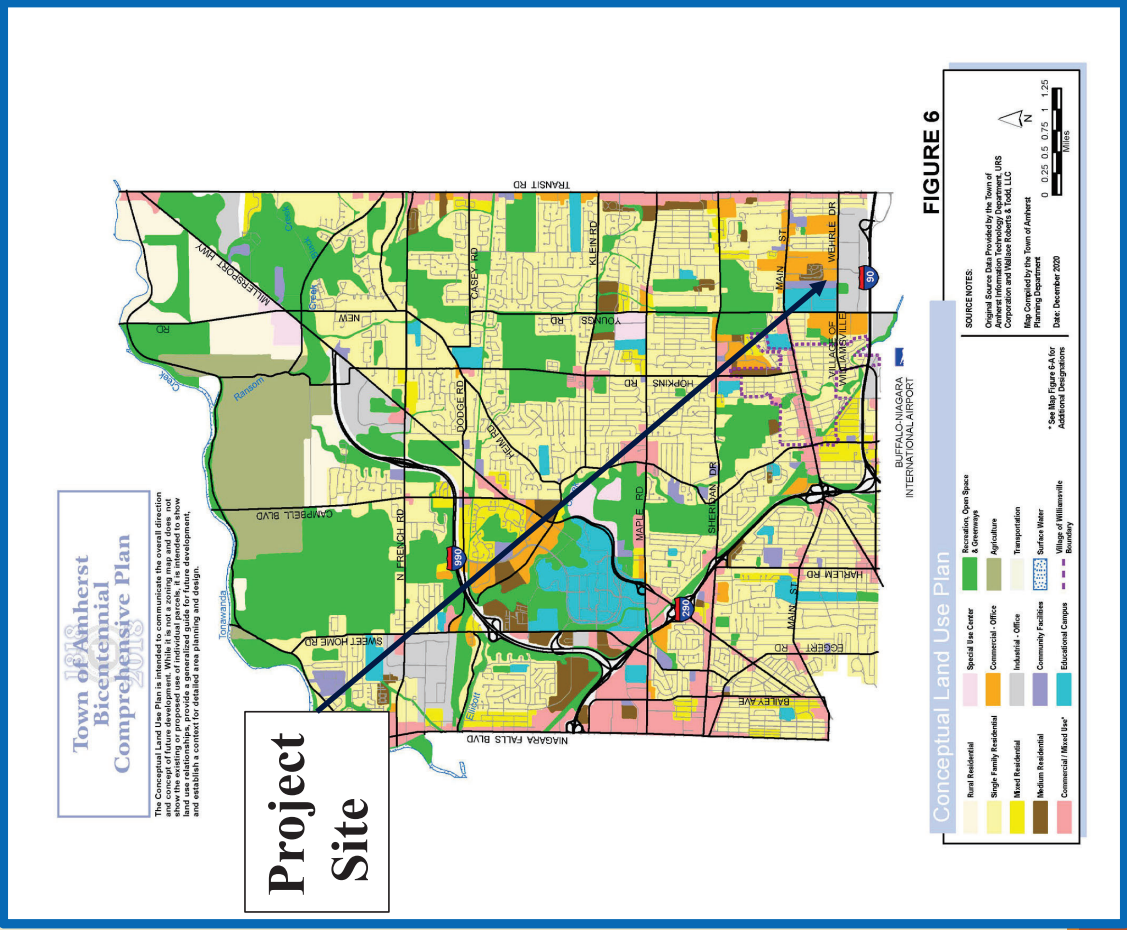 Town of Amherst
Bicentennial
Comprehensive Plan
1818
2018
The Conceptual Land Use Plan is intended to communicate the overall direction
and concept of future development. While it is not a zoning map and does not
show the existing or proposed use of individual parcels, it is intended to show
land use relationships, provide a generalized guide for future development,
and establish a context for detailed area planning and design.
Project
Site
TRANSIT RD
MILLERSPORT HWY
Creek
Black
Creek
NEW
RD
CASEY RD
KLEIN RD
YOUNGS
RD
MAIN
ST
WEHRLE DR
90
Creek
Ransom
DODGE RD
HEIM RD
HOPKINS
RD
VILLAGE OF
WILLIAMSVILLE
BUFFALO-NIAGARA
INTERNATIONAL AIRPORT
CAMPBELL BLVD
N FRENCH RD
990
MAPLE RD
SHERIDAN DR
HARLEM RD
Tonawanda
SWEET HOME RD
290
MAIN ST
EGGERT RD
Ellicott
BAILEY AVE
NIAGARA FALLS BLVD
FIGURE 6
Conceptual Land Use Plan
Rural Residential
Single Family Residential
Mixed Residential
Medium Residential
Commercial / Mixed Use*
Special Use Center
Commercial - Office
Industrial - Office
Community Facilities
Educational Campus
Recreation, Open Space
& Greenways
Agriculture
Transportation
Surface Water
Village of Williamsville
Boundary
* See Map Figure 6-A for
Additional Designations
SOURCE NOTES:
Original Source Data Provided by the Town of
Amherst Information Technology Department, URS
Corporation and Wallace Roberts & Todd, LLC
Map Compiled by the Town of Amherst
Planning Department
Date: December 2020
N
0 0.25 0.5 0.75 1 1.25
Miles